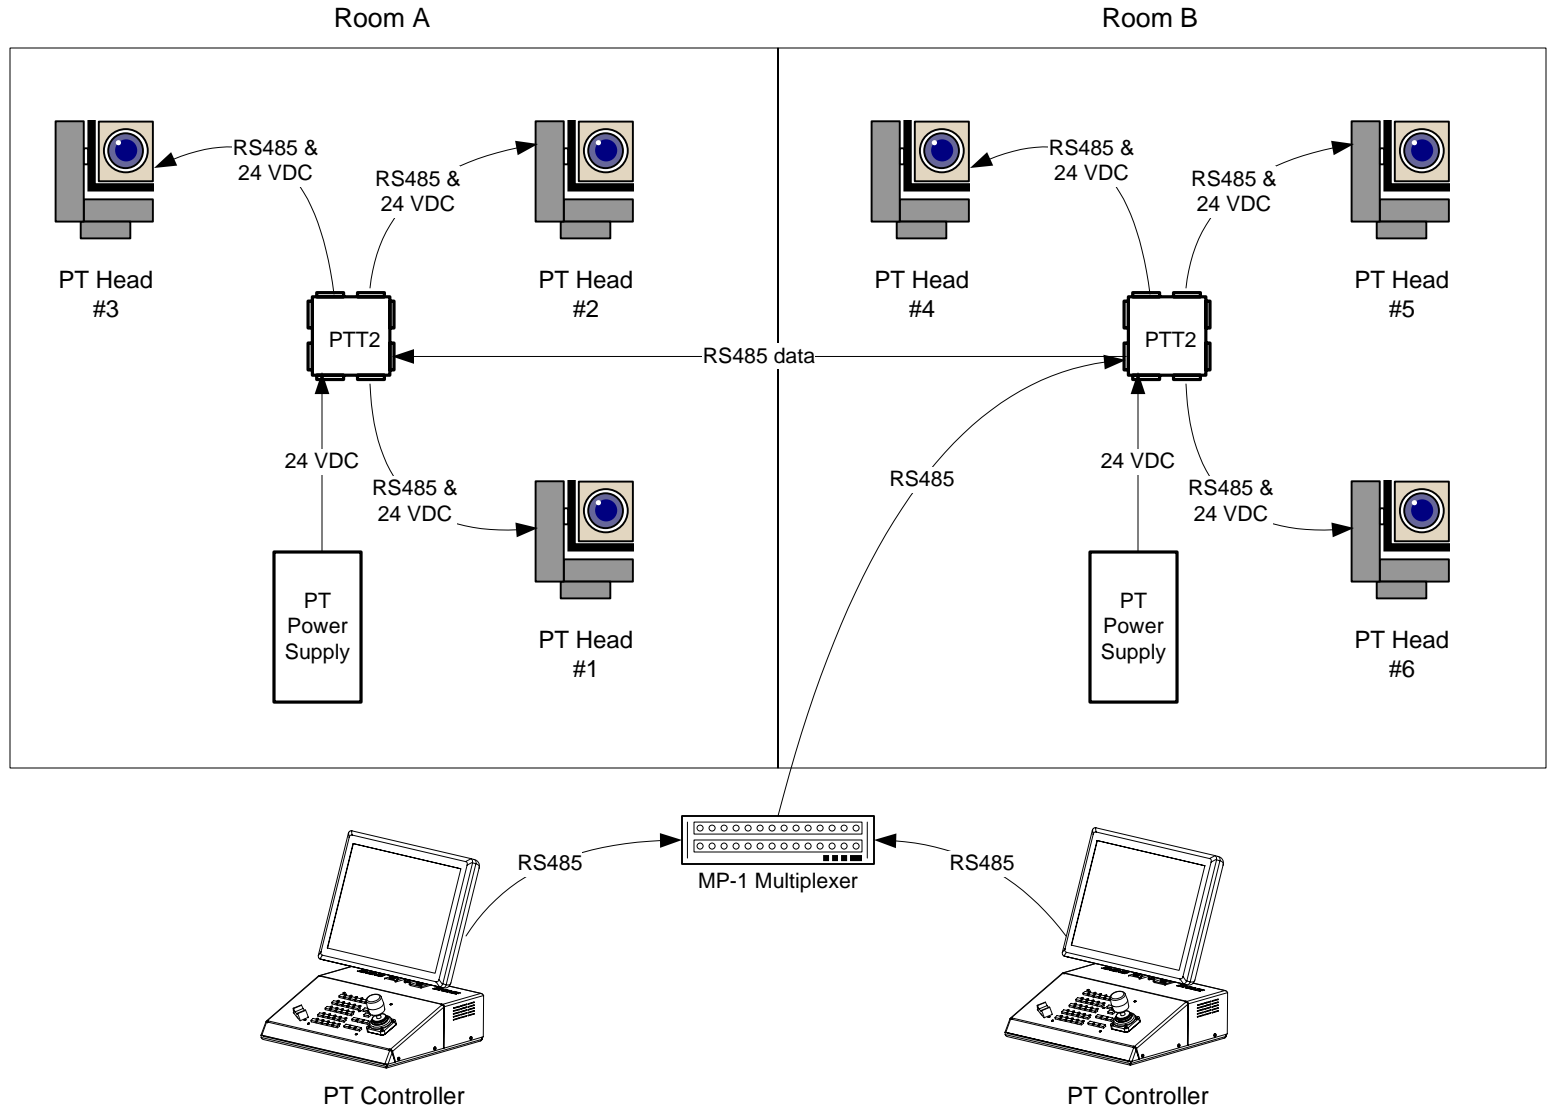 Room A
Room B
RS485 &
24 VDC
RS485 &
24 VDC
RS485 &
24 VDC
RS485 &
24 VDC
PT Head
#3
PT Head
#2
PT Head
#4
PT Head
#5
PTT2
RS485 data
PTT2
24 VDC
RS485 &
24 VDC
RS485
24 VDC
RS485 &
24 VDC
PT
Power
Supply
PT Head
#1
PT
Power
Supply
PT Head
#6
RS485
MP-1 Multiplexer
RS485
PT Controller
PT Controller